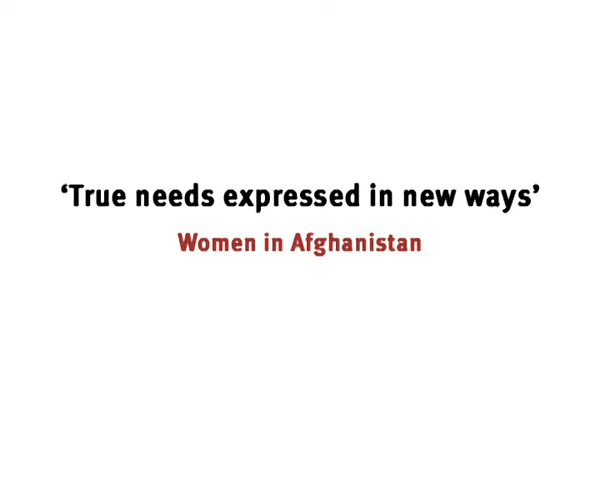 ‘True needs expressed in new ways’
Women in Afghanistan